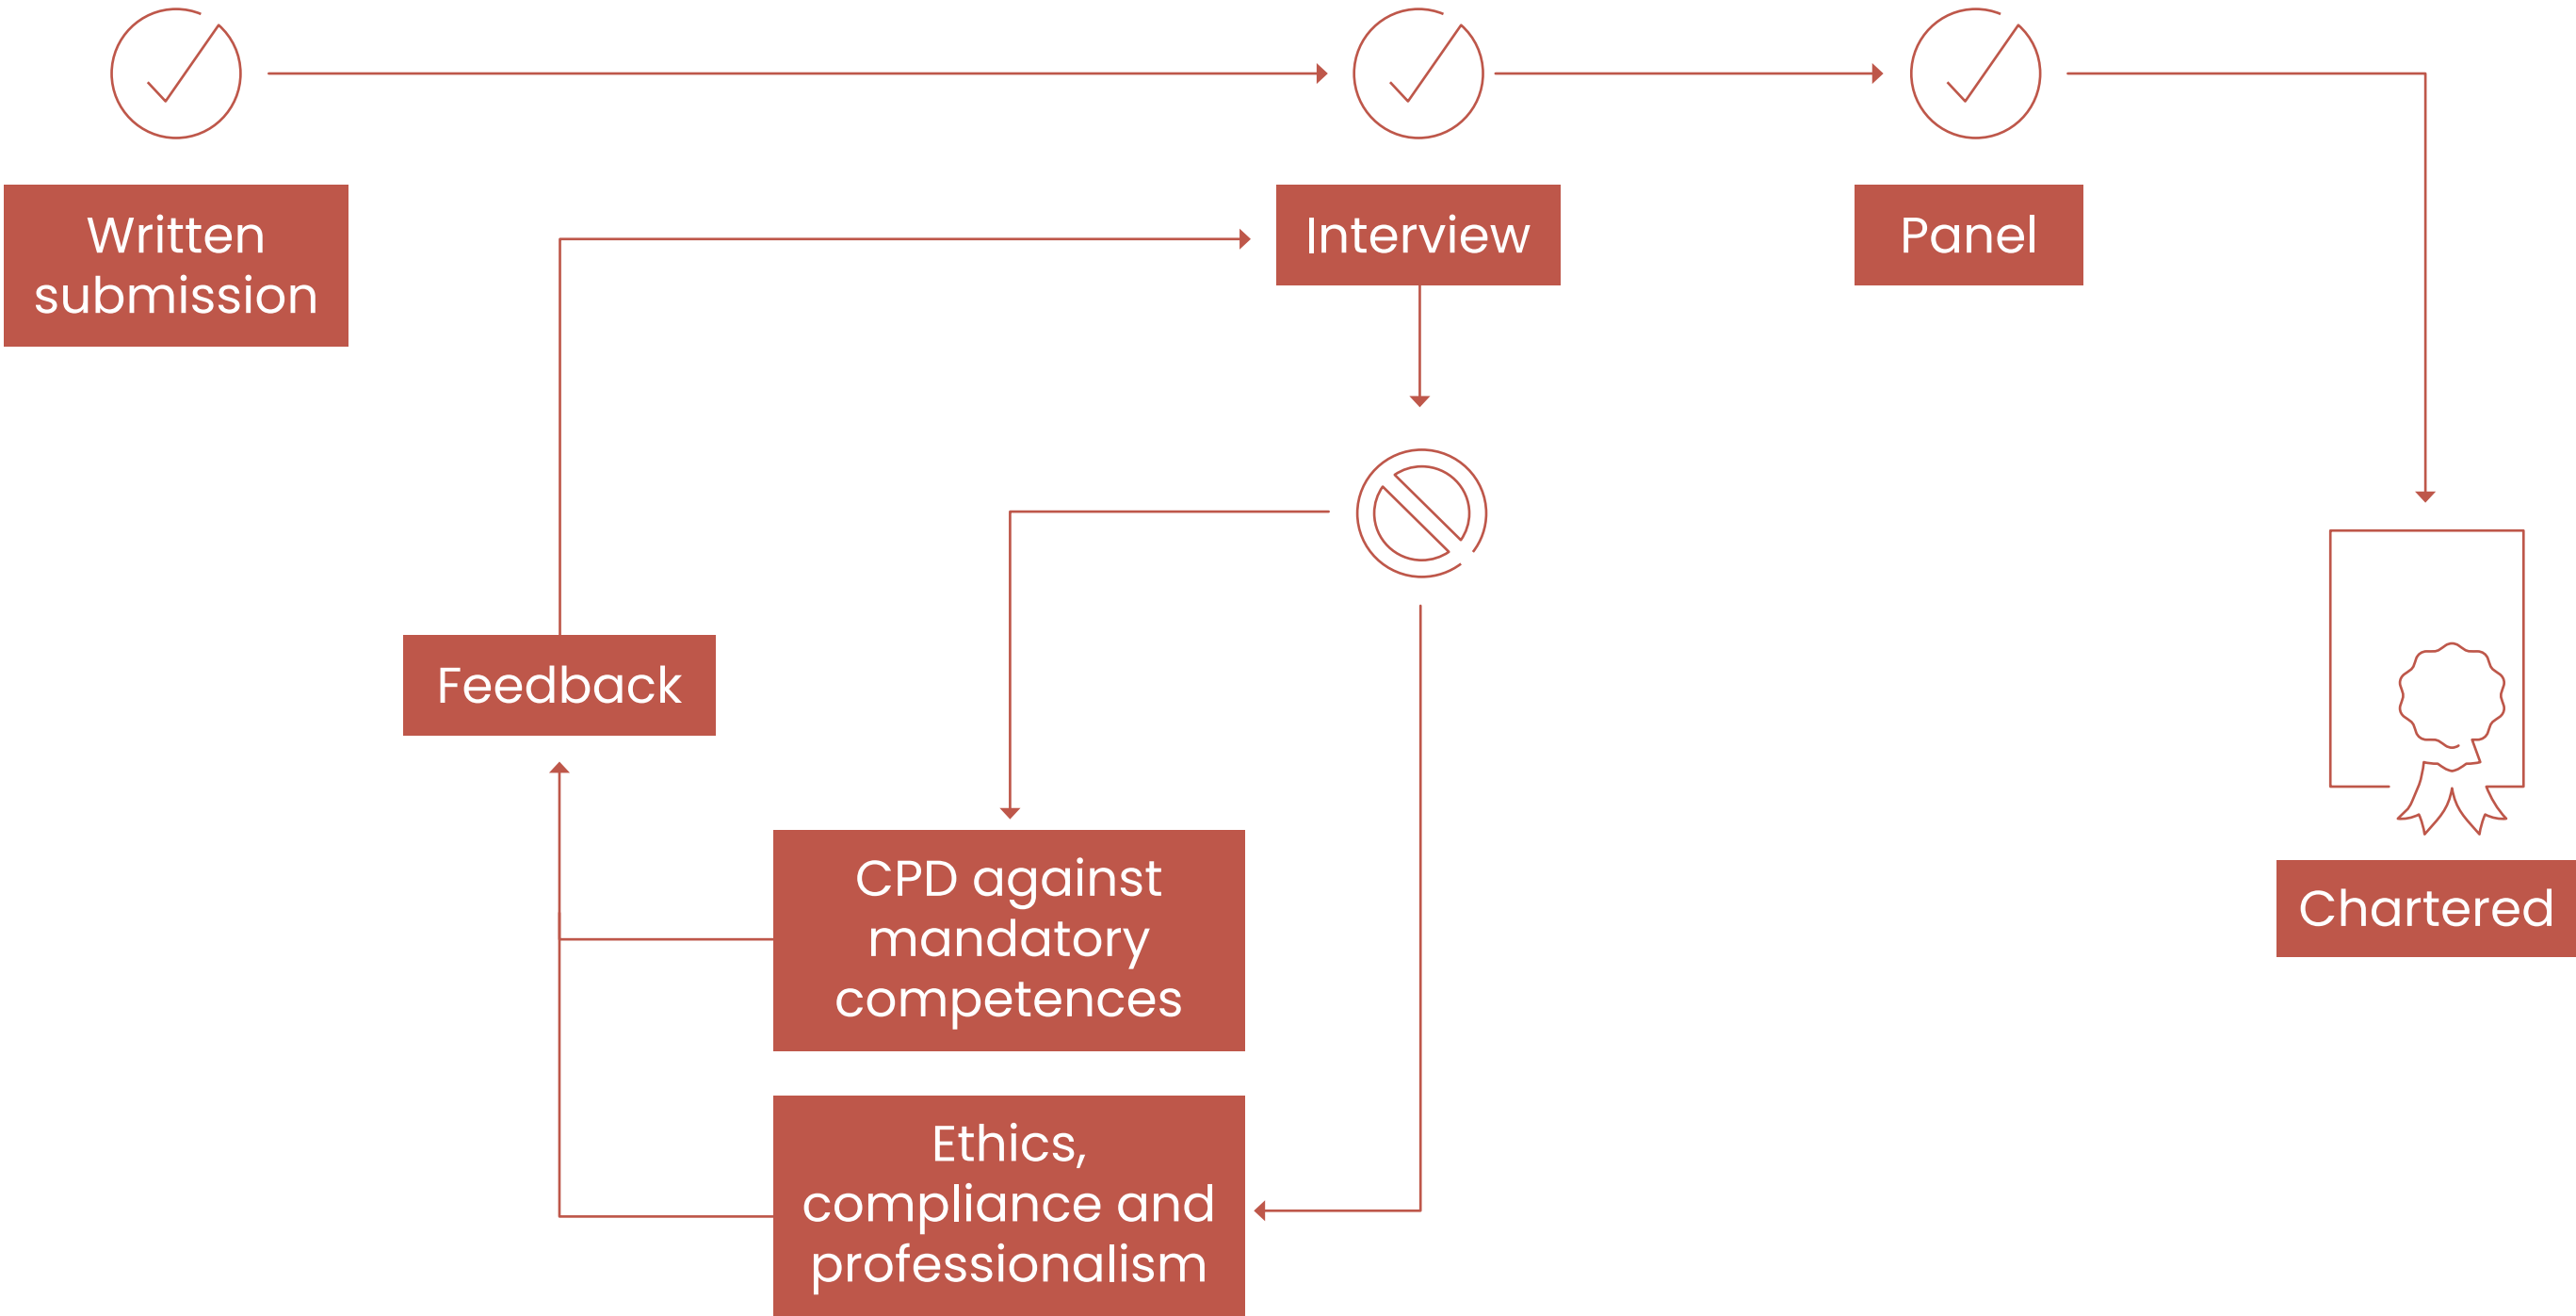 Written
submission
Interview
Panel
Feedback
CPD against
mandatory
competences
Chartered
Ethics,
compliance and
professionalism